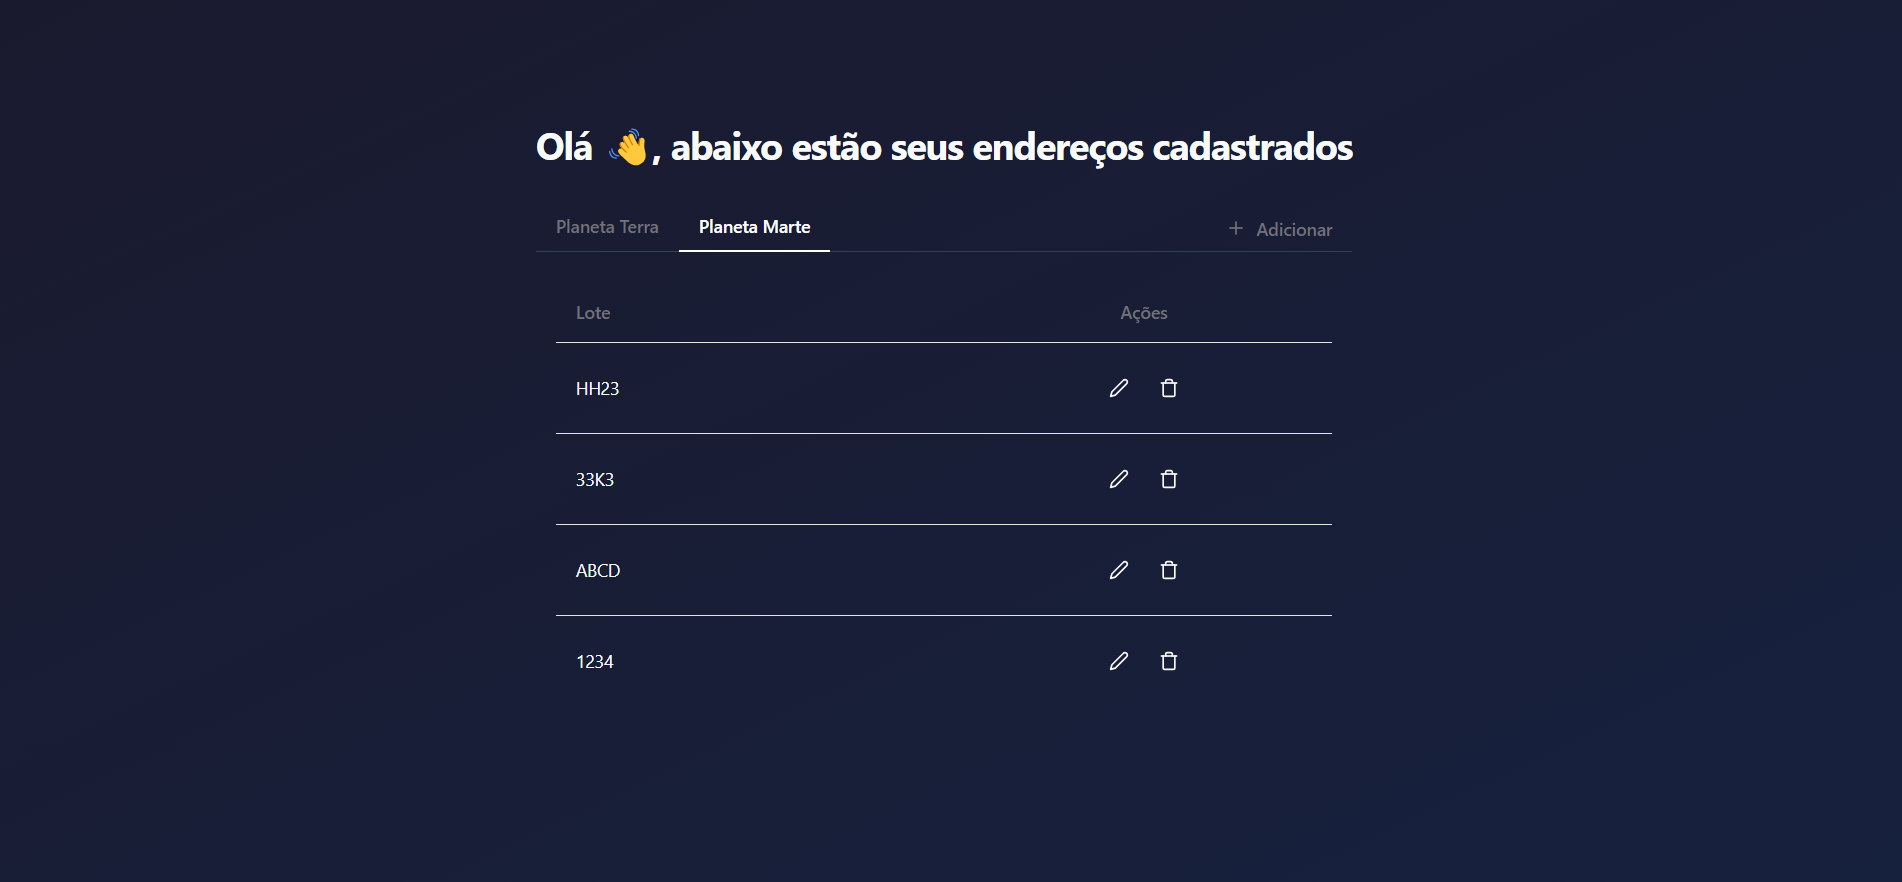 Olá 👋, abaixo estão seus endereços cadastrados
Planeta Terra Planeta Marte + Adicionar
Lote Ações
HH23
33K3
ABCD
1234